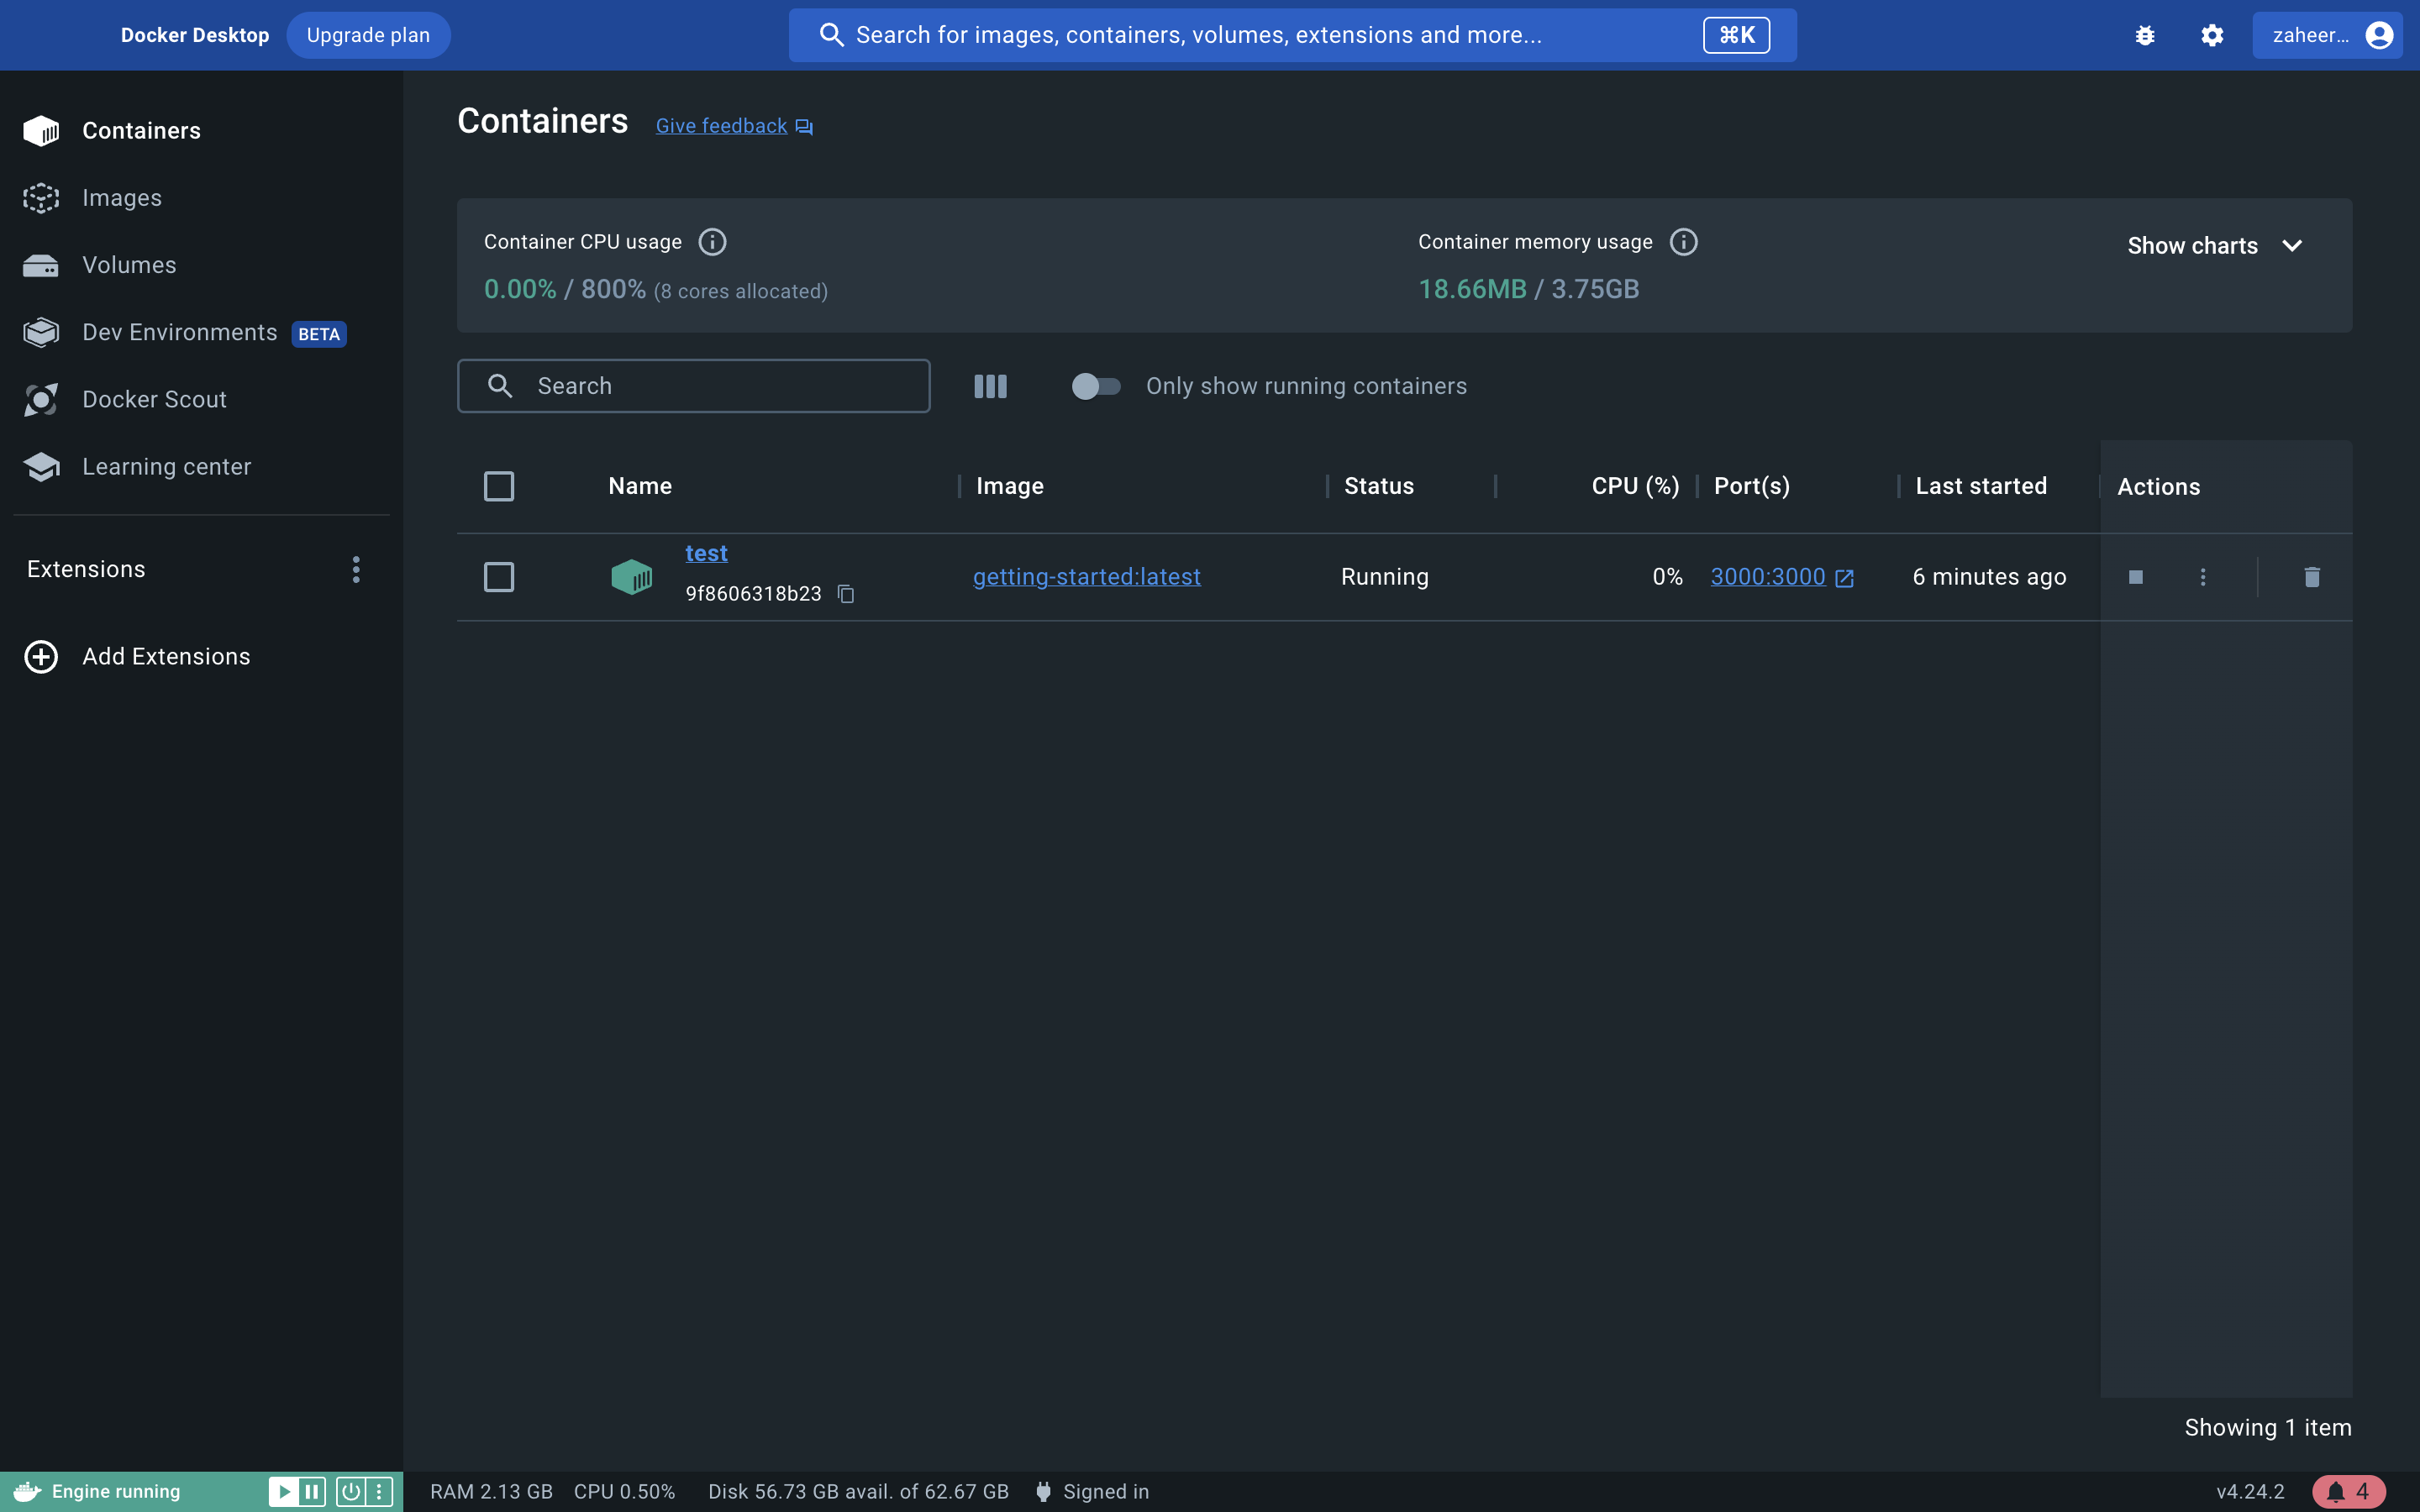 Docker Desktop
Upgrade plan
Search for images, containers, volumes, extensions and more...
⌘K
zaheer...
Containers
Images
Volumes
Dev Environments BETA
Docker Scout
Learning center
Extensions
Add Extensions
Containers
Give feedback
Container CPU usage
0.00% / 800% (8 cores allocated)
Container memory usage
18.66MB / 3.75GB
Show charts
Search
Only show running containers
Name Image Status CPU (%) Port(s) Last started Actions
test
9f8606318b23
getting-started:latest
Running
0%
3000:3000
6 minutes ago
Showing 1 item
Engine running
RAM 2.13 GB CPU 0.50% Disk 56.73 GB avail. of 62.67 GB Signed in
v4.24.2
4